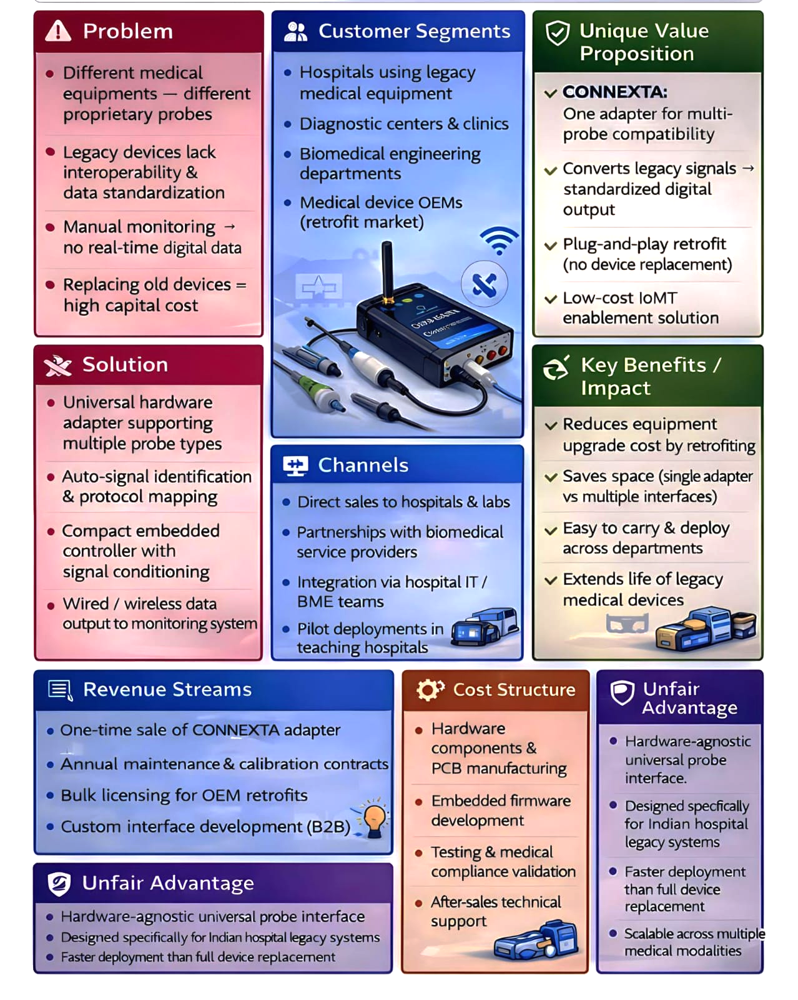 Problem
Different medical
equipments — different
proprietary probes
Legacy devices lack
interoperability &
data standardization
Manual monitoring →
no real-time digital data
Replacing old devices =
high capital cost
Customer Segments
Hospitals using legacy
medical equipment
Diagnostic centers & clinics
Biomedical engineering
departments
Medical device OEMs
(retrofit market)
Unique Value
Proposition
CONNEXTA:
One adapter for multi-
probe compatibility
Converts legacy signals →
standardized digital
output
Plug-and-play retrofit
(no device replacement)
Low-cost IoMT
enablement solution
Solution
Universal hardware
adapter supporting
multiple probe types
Auto-signal identification
& protocol mapping
Compact embedded
controller with
signal conditioning
Wired / wireless data
output to monitoring system
Channels
Direct sales to hospitals & labs
Partnerships with biomedical
service providers
Integration via hospital IT /
BME teams
Pilot deployments in
teaching hospitals
Key Benefits /
Impact
Reduces equipment
upgrade cost by retrofiting
Saves space (single adapter
vs multiple interfaces)
Easy to carry & deploy
across departments
Extends life of legacy
medical devices
Revenue Streams
One-time sale of CONNEXTA adapter
Annual maintenance & calibration contracts
Bulk licensing for OEM retrofits
Custom interface development (B2B)
Unfair Advantage
Hardware-agnostic universal probe interface
Designed specifically for Indian hospital legacy systems
Faster deployment than full device replacement
Cost Structure
Hardware
components &
PCB manufacturing
Embedded firmware
development
Testing & medical
compliance validation
After-sales technical
support
Unfair
Advantage
Hardware-agnostic
universal probe
interface.
Designed specfically
for Indian hospital
legacy systems
Faster deployment
than full device
replacement
Scalable across multiple
medical modalities